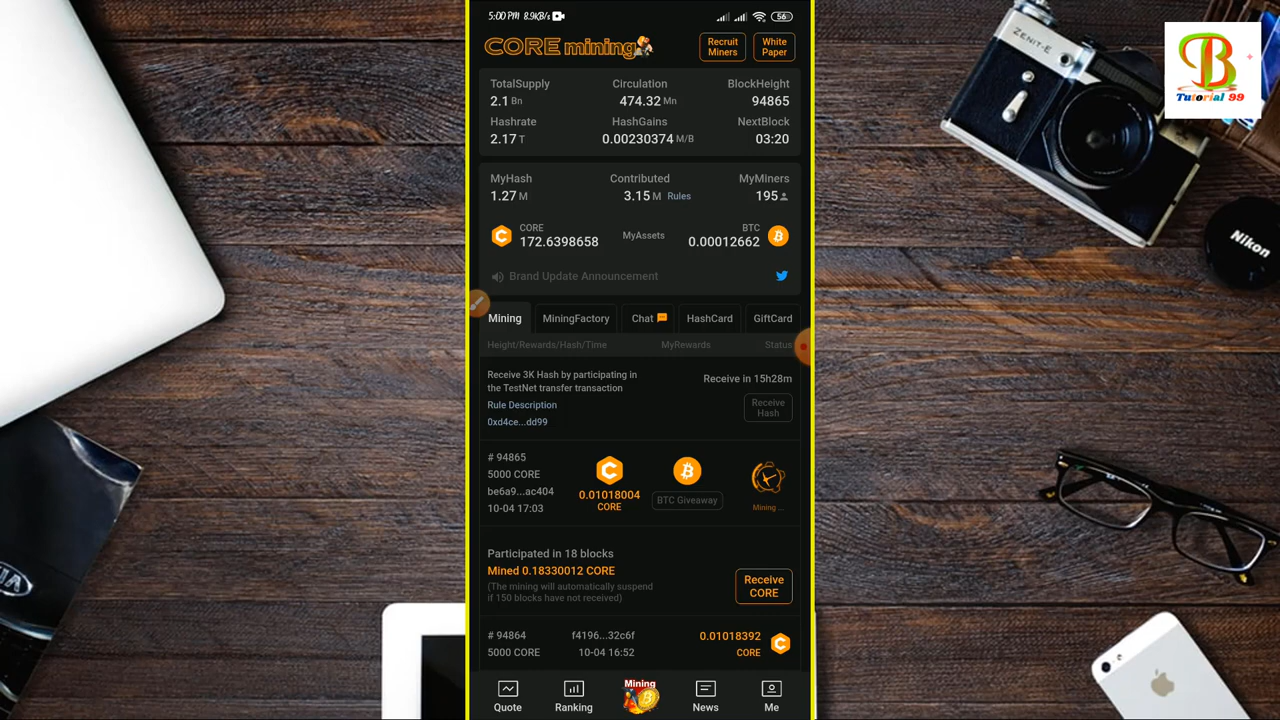 5:00 PM 8.9KB/s 56
CORE mining
Recruit Miners
White Paper
TotalSupply Circulation BlockHeight
2.1 Bn 474.32 Mn 94865
Hashrate HashGains NextBlock
2.17 T 0.00230374 M/B 03:20
MyHash Contributed MyMiners
1.27 M 3.15 M Rules 195
CORE BTC
172.6398658 MyAssets 0.00012662
Brand Update Announcement
Mining MiningFactory Chat HashCard GiftCard
Height/Rewards/Hash/Time MyRewards Status
Receive 3K Hash by participating in
the TestNet transfer transaction
Receive in 15h28m
Rule Description
0xd4ce...dd99
Receive Hash
# 94865
5000 CORE
be6a9...ac404
10-04 17:03
0.01018004
CORE
BTC Giveaway
Mining ...
Participated in 18 blocks
Mined 0.18330012 CORE
(The mining will automatically suspend
if 150 blocks have not received)
Receive
CORE
# 94864 f4196...32c6f 0.01018392
5000 CORE 10-04 16:52 CORE
Mining
Quote Ranking News Me
B
Tutorial 99
ZENIT-E
Nikon